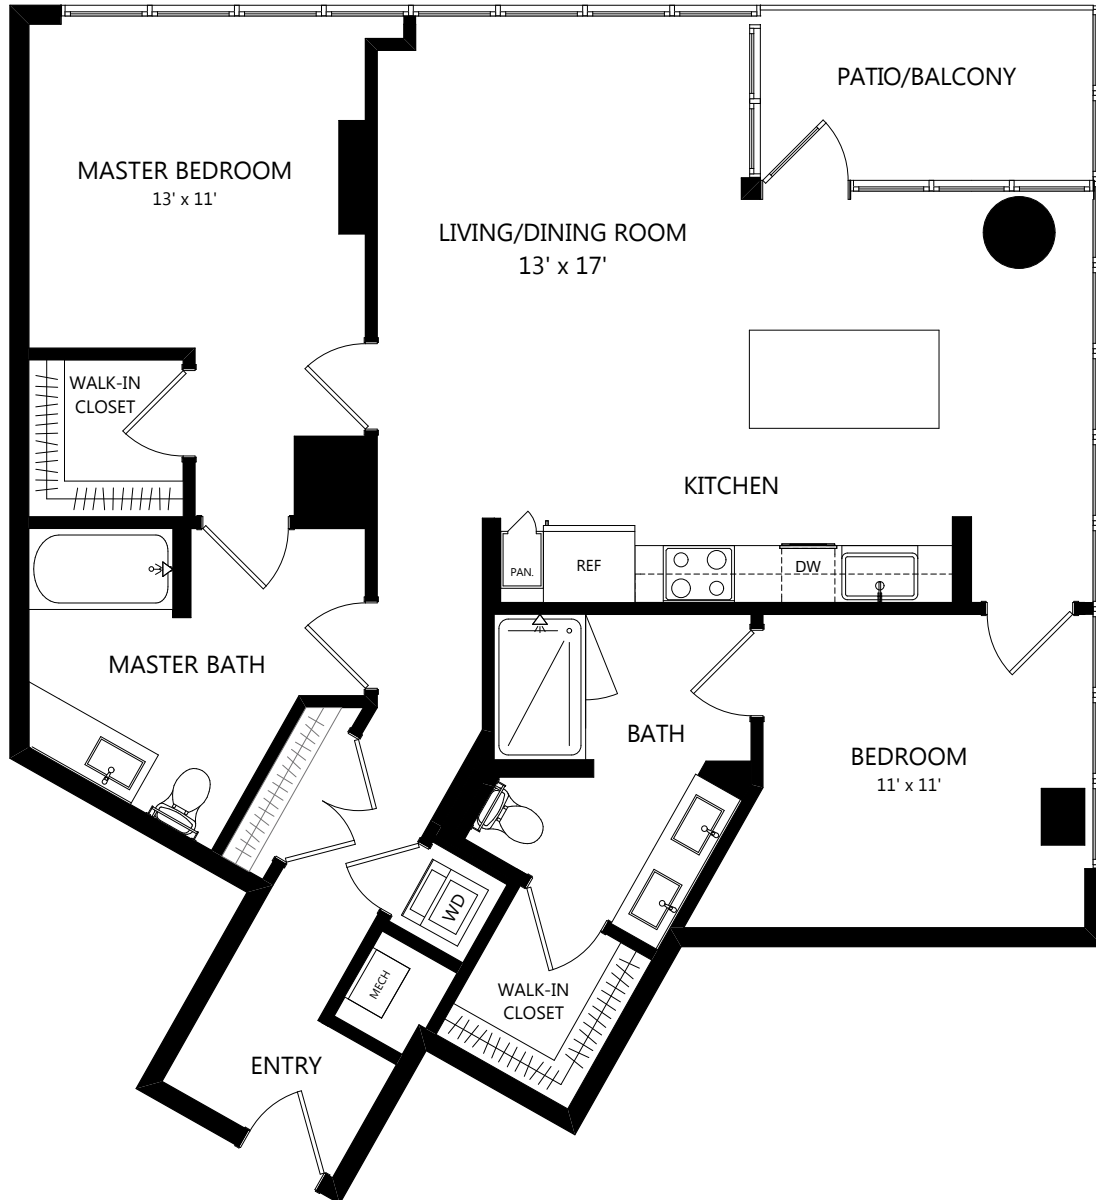 PATIO/BALCONY
MASTER BEDROOM
13' x 11'
LIVING/DINING ROOM
13' x 17'
WALK-IN
CLOSET
KITCHEN
PAN.
REF
DW
MASTER BATH
BATH
BEDROOM
11' x 11'
WD
MECH
WALK-IN
CLOSET
ENTRY